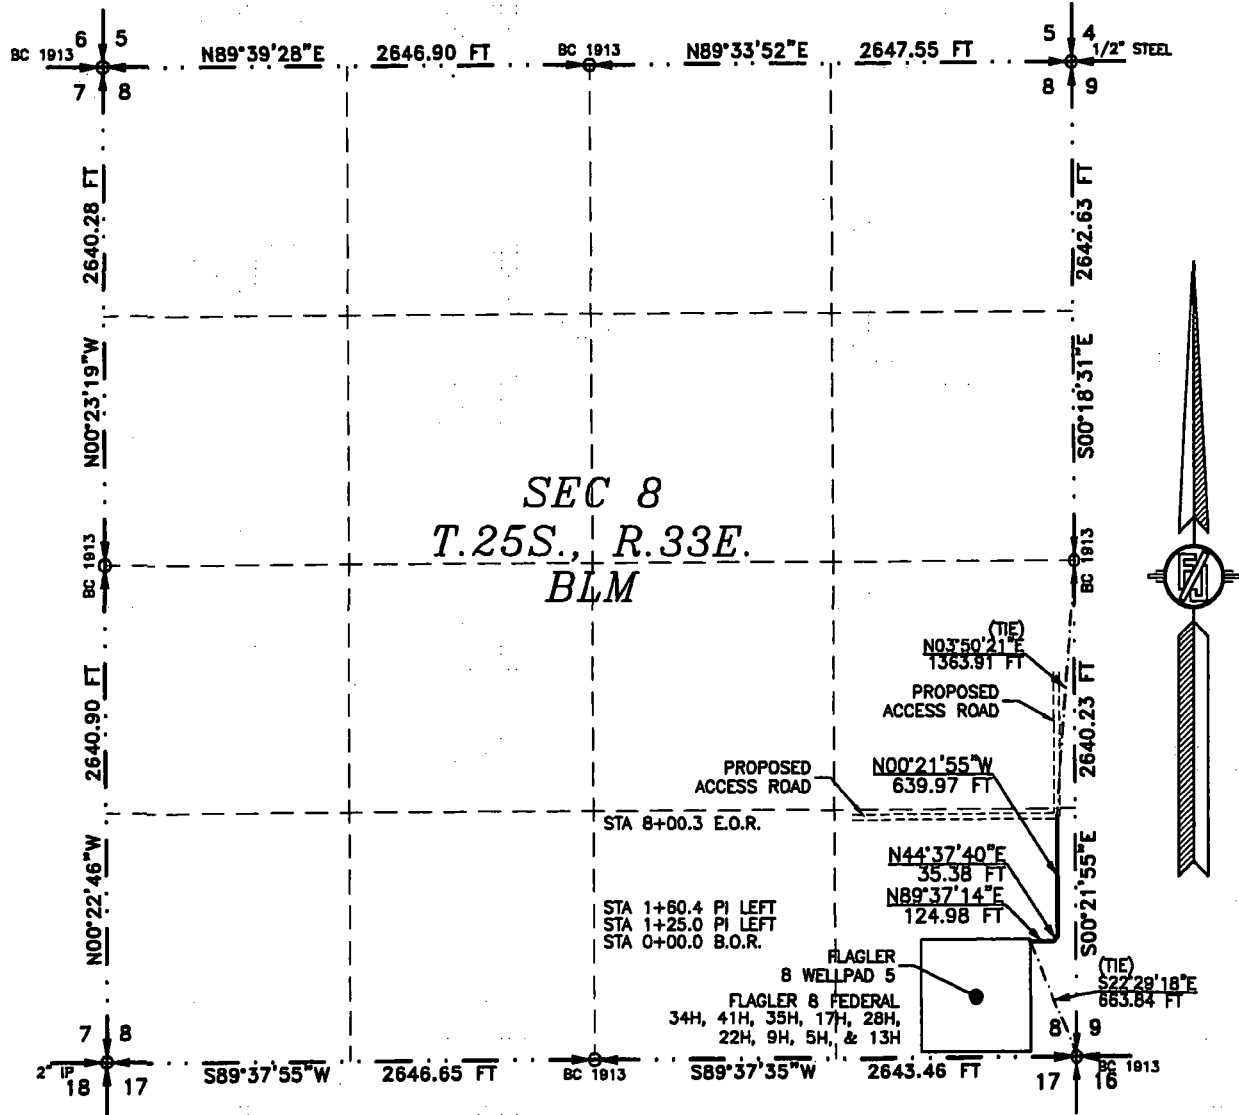 6 5
BC 1913
7 8
N89°39'28"E 2646.90 FT
BC 1913
N89°33'52"E 2647.55 FT
5 4
1/2" STEEL
8 9
2640.28 FT
N00°23'19"W
2642.63 FT
S00°18'31"E
SEC 8
T.25S., R.33E.
BLM
BC 1913
BC 1913
(TIE)
N03°50'21"E
1363.91 FT
PROPOSED
ACCESS ROAD
2640.90 FT
N00°22'46"W
2640.23 FT
S00°21'55"E
PROPOSED
ACCESS ROAD
N00°21'55"W
639.97 FT
STA 8+00.3 E.O.R.
N44°37'40"E
35.38 FT
N89°37'14"E
124.98 FT
STA 1+60.4 PI LEFT
STA 1+25.0 PI LEFT
STA 0+00.0 B.O.R.
FLAGLER
8 WELLPAD 5
FLAGLER 8 FEDERAL
34H, 41H, 35H, 17H, 28H,
22H, 9H, 5H, & 13H
(TIE)
S22°29'18"E
663.84 FT
7 8
2" IP
18 17
S89°37'55"W 2646.65 FT
BC 1913
S89°37'35"W 2643.46 FT
8 9
BC 1913
17 16